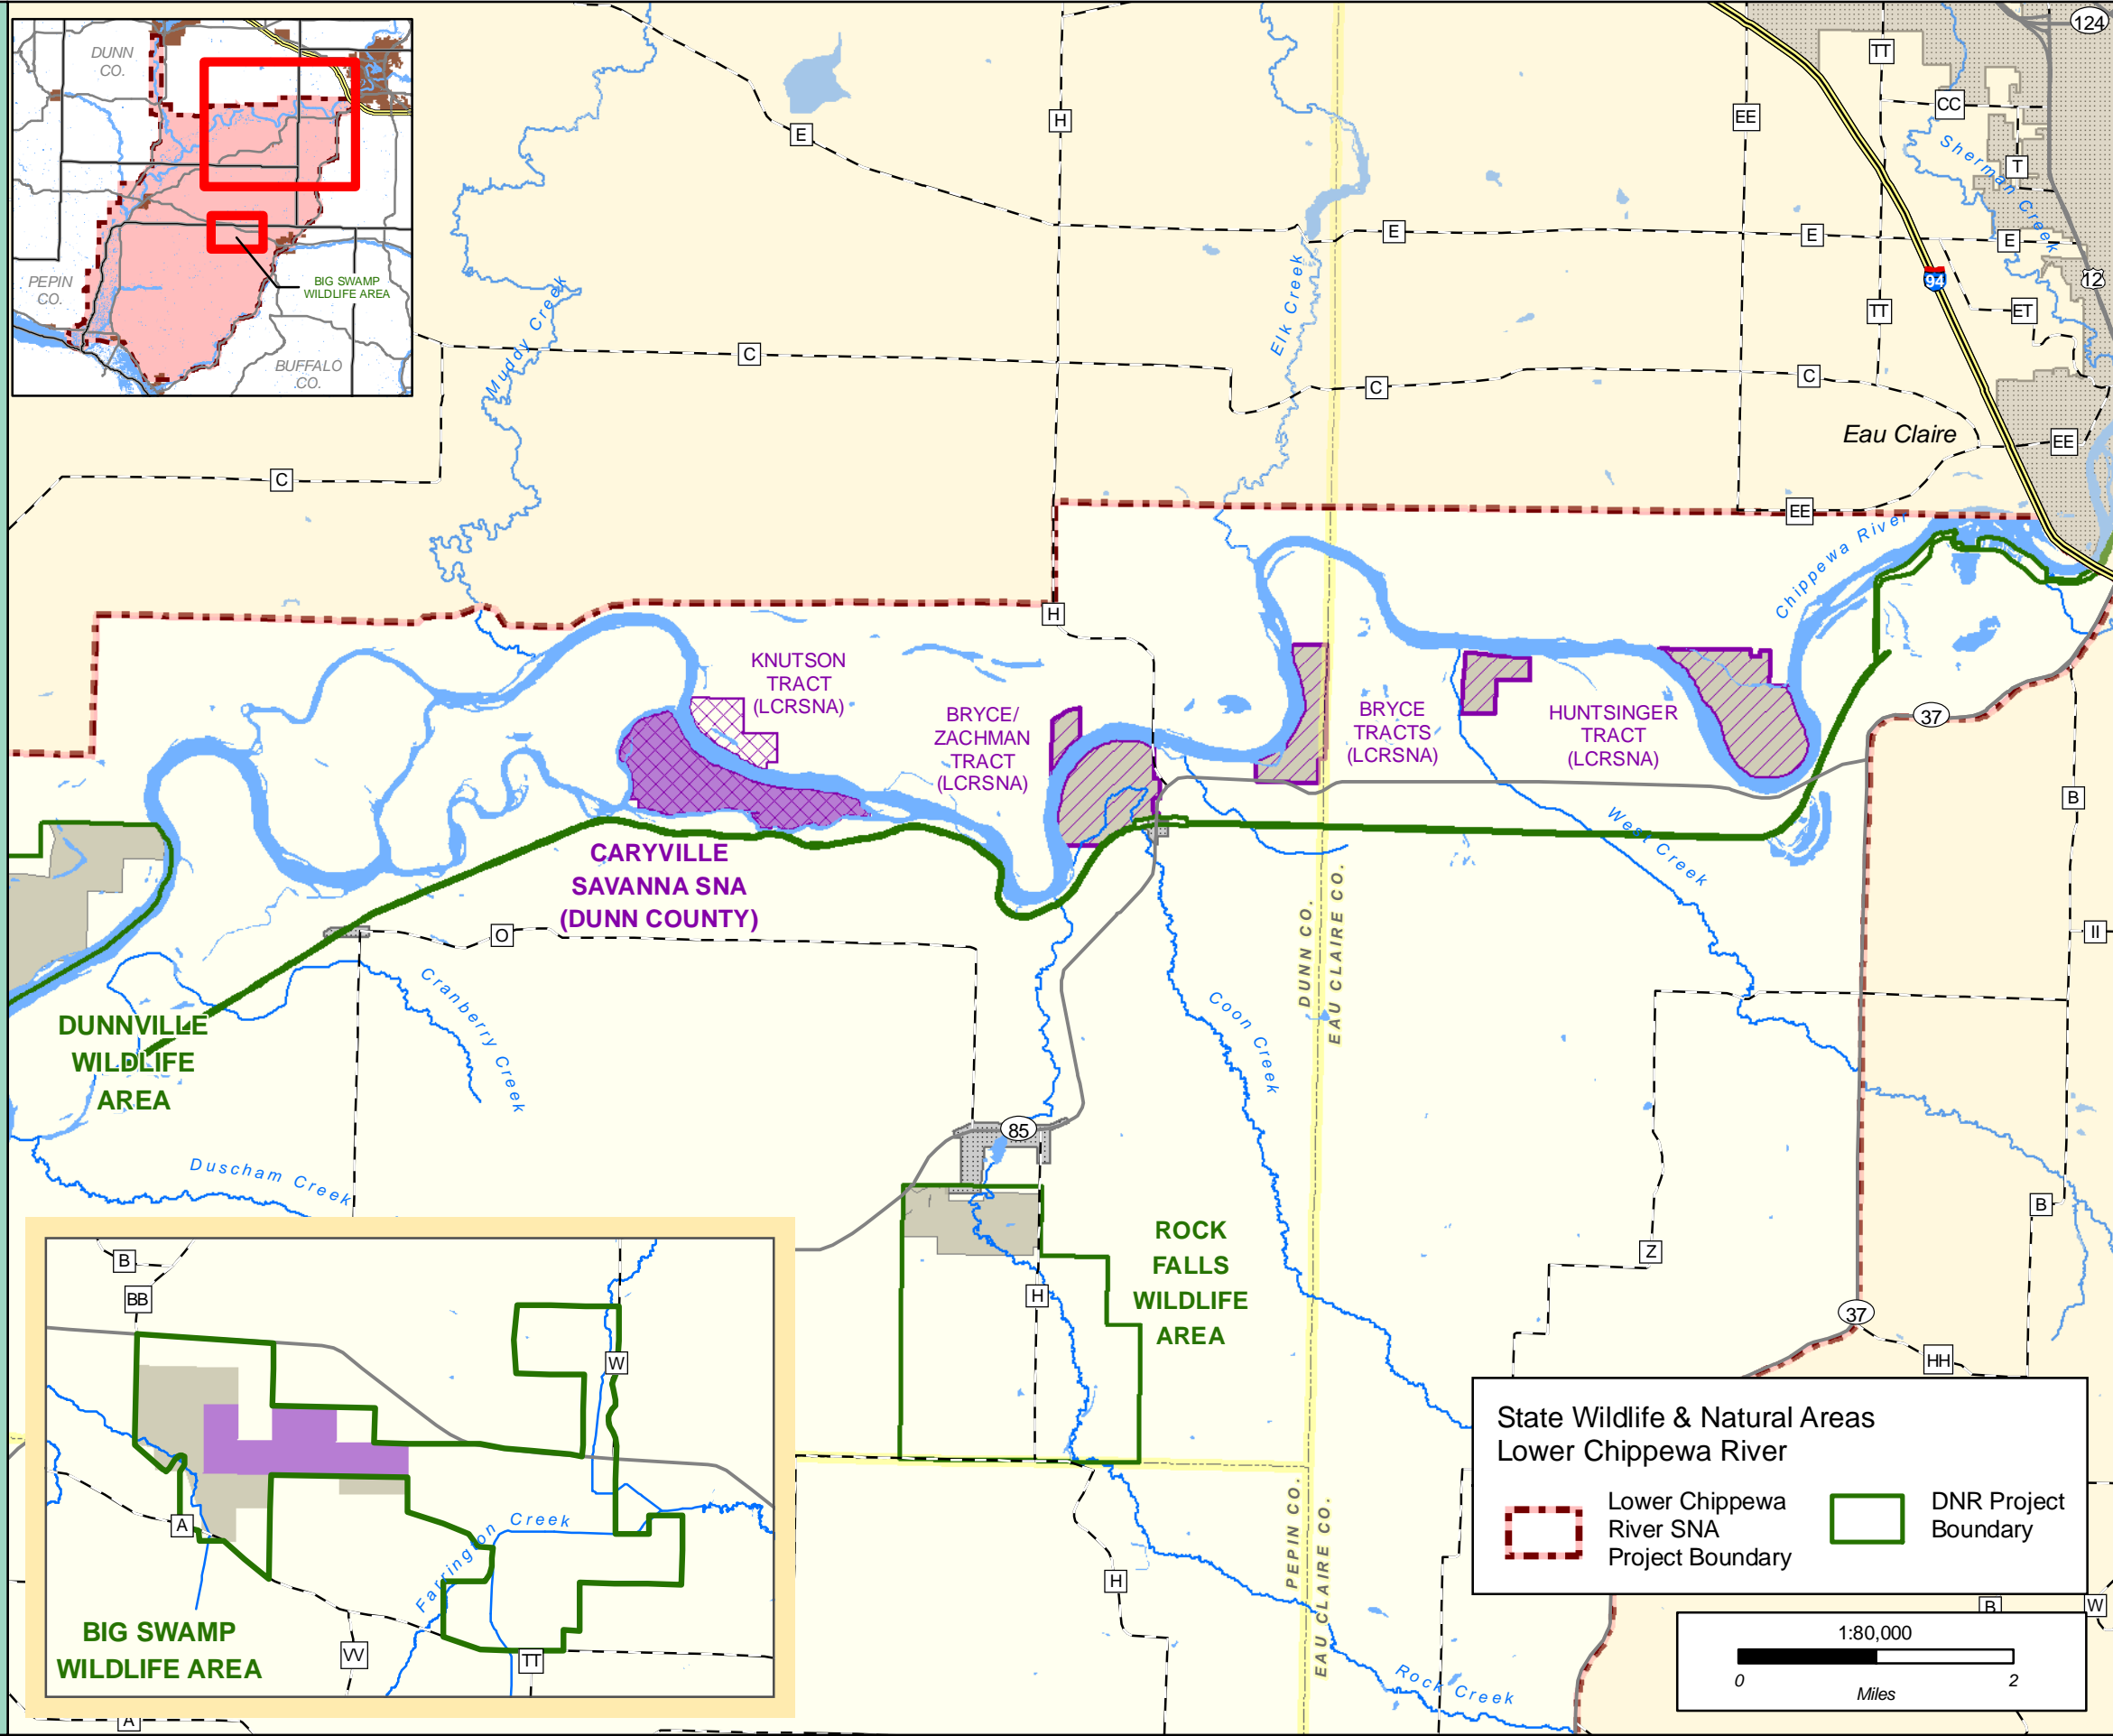 DUNN
CO.
PEPIN
CO.
BIG SWAMP
WILDLIFE AREA
BUFFALO
CO.
124
TT
CC
EE
H
E
T
Sherman Creek
E
E
E
12
94
Muddy Creek
Elk Creek
TT
ET
C
C
C
Eau Claire
EE
C
EE
Chippewa River
H
KNUTSON
TRACT
(LCRSNA)
BRYCE/
ZACHMAN
TRACT
(LCRSNA)
BRYCE
TRACTS
(LCRSNA)
HUNTSINGER
TRACT
(LCRSNA)
37
B
West Creek
CARYVILLE
SAVANNA SNA
(DUNN COUNTY)
DUNN CO.
EAU CLAIRE CO.
O
II
Cranberry Creek
Coon Creek
DUNNVILLE
WILDLIFE
AREA
85
Duscham Creek
B
ROCK
FALLS
WILDLIFE
AREA
Z
H
37
HH
B
BB
W
A
Farrington Creek
BIG SWAMP
WILDLIFE AREA
VV
TT
A
PEPIN CO.
EAU CLAIRE CO.
H
Rock Creek
State Wildlife & Natural Areas
Lower Chippewa River
Lower Chippewa
River SNA
Project Boundary
DNR Project
Boundary
B
W
1:80,000
0
2
Miles